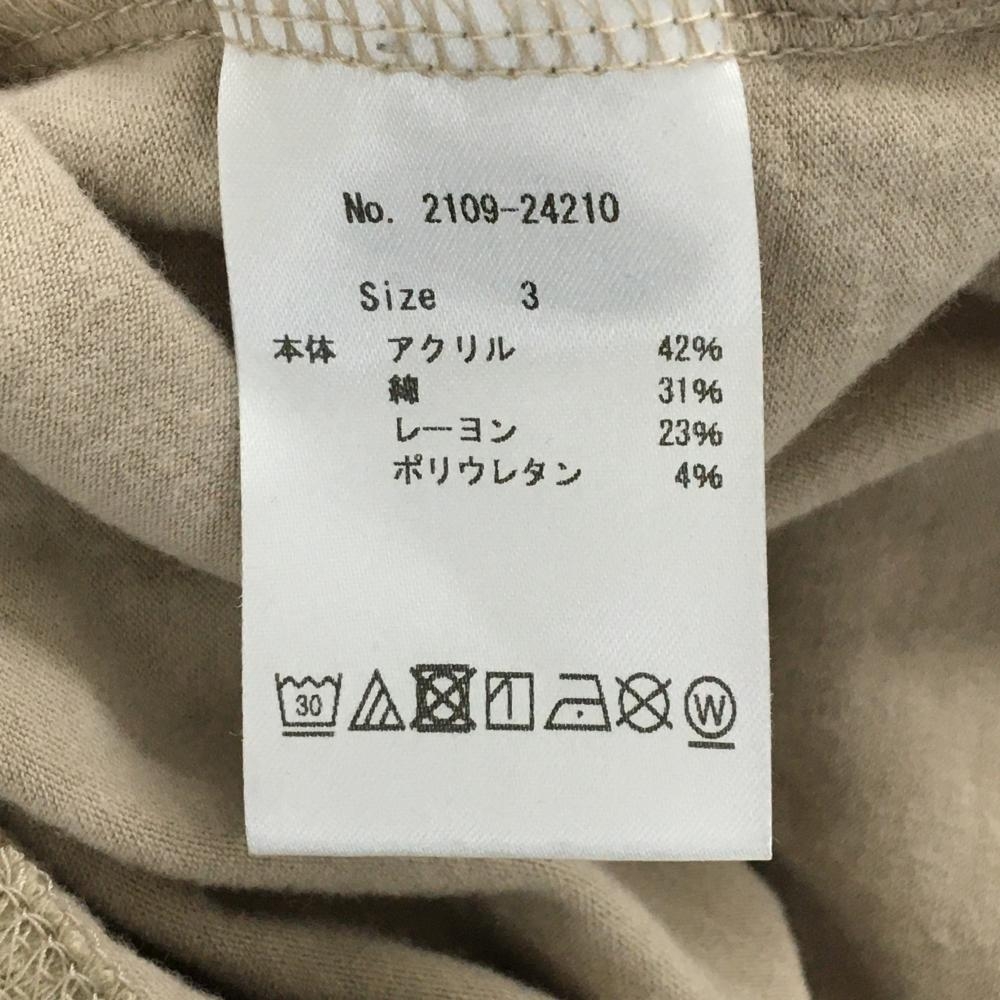 No. 2109-24210
Size 3
本体 アクリル 42%
綿 31%
レーヨン 23%
ポリウレタン 4%
30 W